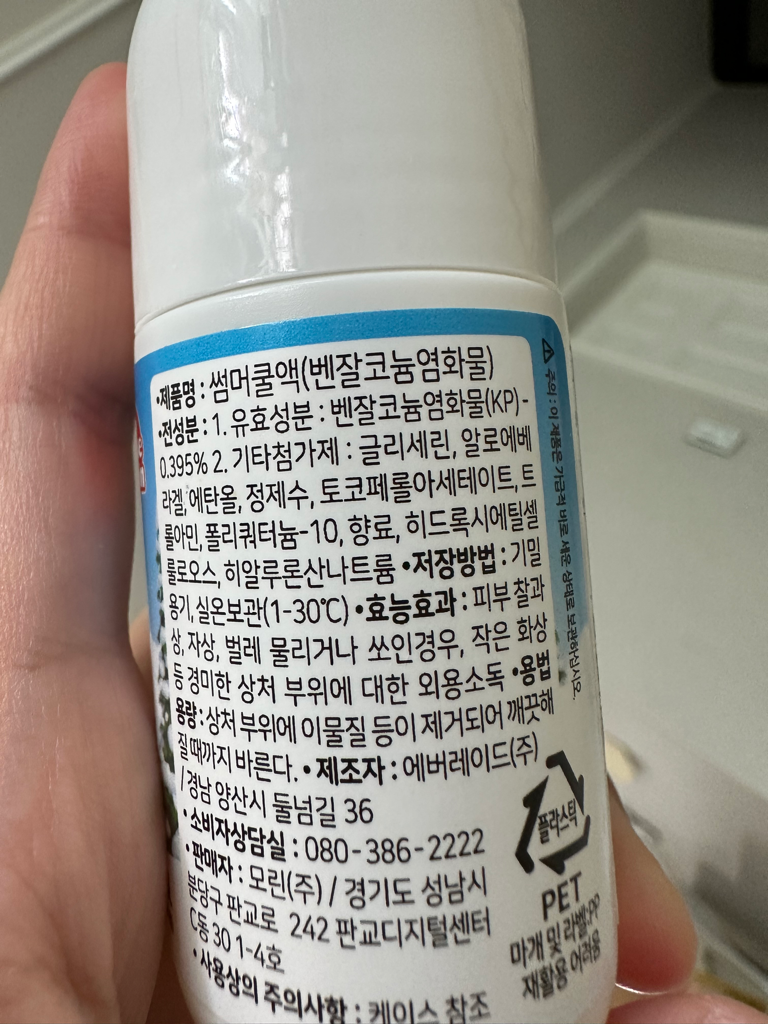 •제품명 : 썸머쿨액(벤잘코늄염화물)
•전성분 : 1. 유효성분 : 벤잘코늄염화물(KP)-
0.395% 2. 기타첨가제 : 글리세린, 알로에베
라겔, 에탄올, 정제수, 토코페롤아세테이트, 트
롤아민, 폴리쿼터늄-10, 향료, 히드록시에틸셀
룰로오스, 히알루론산나트륨 •저장방법 : 기밀
용기, 실온보관(1-30℃) •효능효과 : 피부 찰과
상, 자상, 벌레 물리거나 쏘인경우, 작은 화상
등 경미한 상처 부위에 대한 외용소독 •용법
용량 : 상처 부위에 이물질 등이 제거되어 깨끗해
질 때까지 바른다. •제조자 : 에버레이드(주)
/ 경남 양산시 둘넘길 36
•소비자상담실 : 080-386-2222
•판매자 : 모린(주) / 경기도 성남시
분당구 판교로 242 판교디지털센터
C동 301-4호
•사용상의 주의사항 : 케이스 참조
⚠ 주의 : 이 제품은 가급적 바로 세운 상태로 보관하십시오.
플라스틱
PET
마개 및 라벨:PP
재활용 어려움